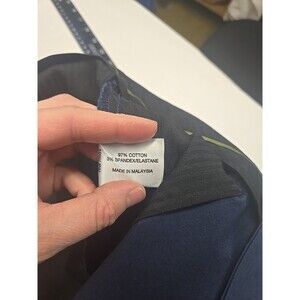 97% COTTON
3% SPANDEX/ELASTANE
MADE IN MALAYSIA